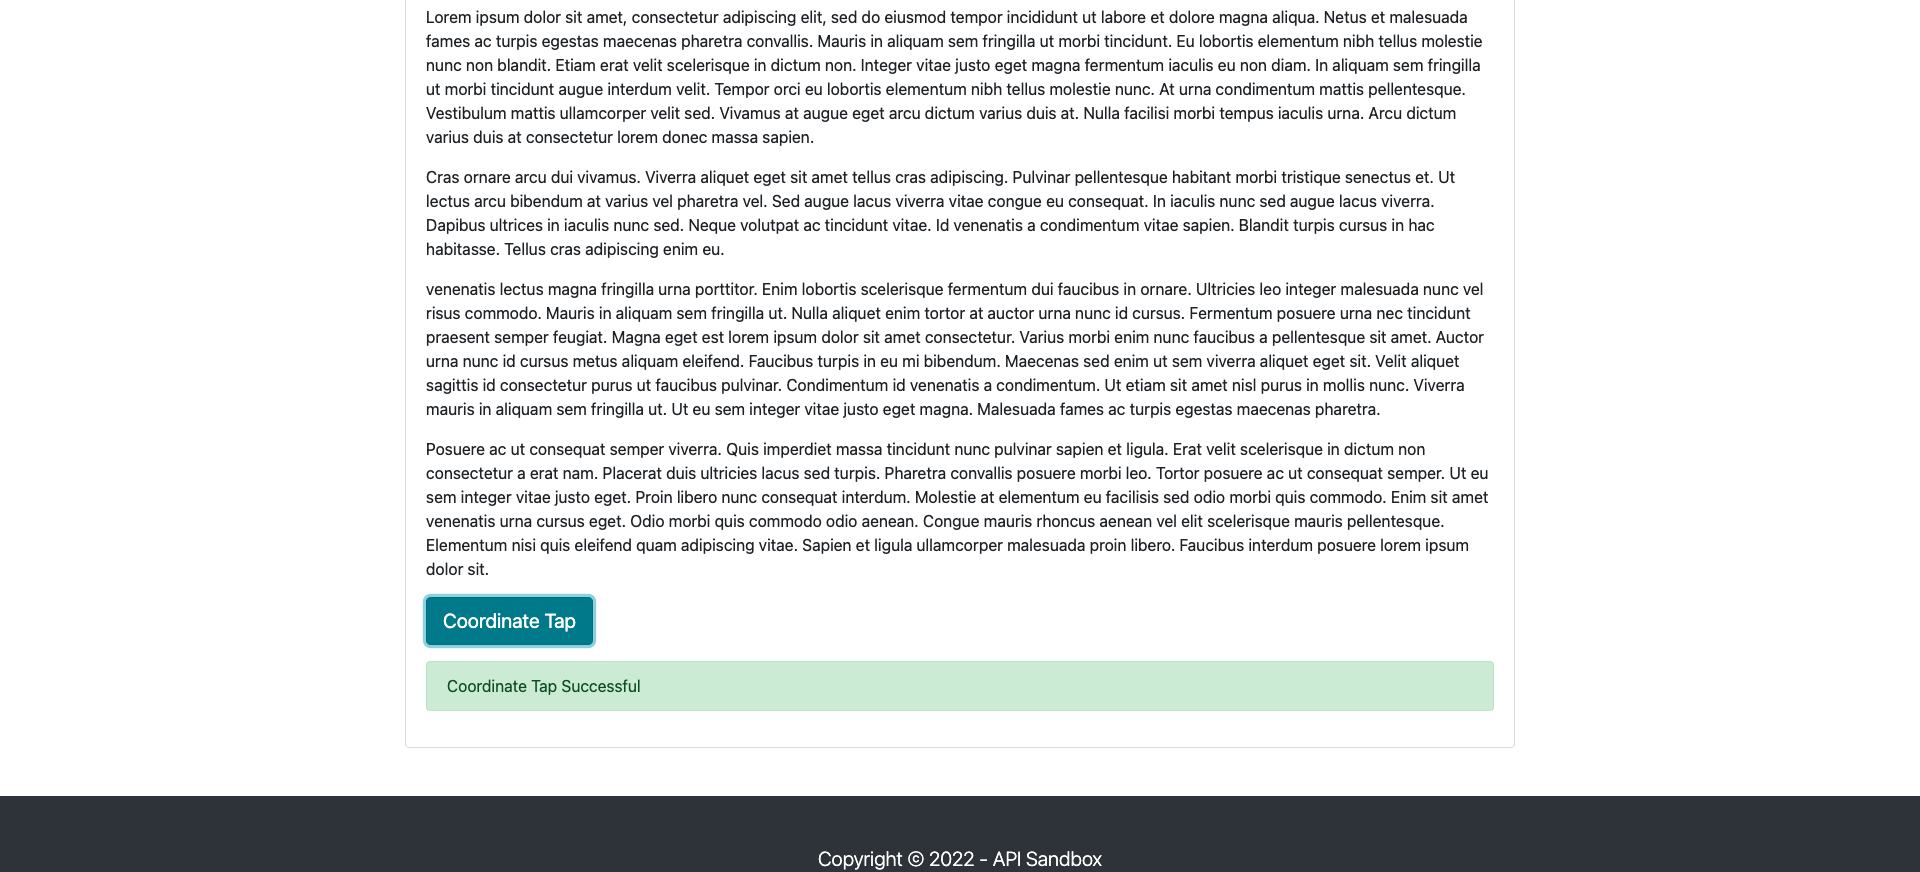 Lorem ipsum dolor sit amet, consectetur adipiscing elit, sed do eiusmod tempor incididunt ut labore et dolore magna aliqua. Netus et malesuada
fames ac turpis egestas maecenas pharetra convallis. Mauris in aliquam sem fringilla ut morbi tincidunt. Eu lobortis elementum nibh tellus molestie
nunc non blandit. Etiam erat velit scelerisque in dictum non. Integer vitae justo eget magna fermentum iaculis eu non diam. In aliquam sem fringilla
ut morbi tincidunt augue interdum velit. Tempor orci eu lobortis elementum nibh tellus molestie nunc. At urna condimentum mattis pellentesque.
Vestibulum mattis ullamcorper velit sed. Vivamus at augue eget arcu dictum varius duis at. Nulla facilisi morbi tempus iaculis urna. Arcu dictum
varius duis at consectetur lorem donec massa sapien.
Cras ornare arcu dui vivamus. Viverra aliquet eget sit amet tellus cras adipiscing. Pulvinar pellentesque habitant morbi tristique senectus et. Ut
lectus arcu bibendum at varius vel pharetra vel. Sed augue lacus viverra vitae congue eu consequat. In iaculis nunc sed augue lacus viverra.
Dapibus ultrices in iaculis nunc sed. Neque volutpat ac tincidunt vitae. Id venenatis a condimentum vitae sapien. Blandit turpis cursus in hac
habitasse. Tellus cras adipiscing enim eu.
venenatis lectus magna fringilla urna porttitor. Enim lobortis scelerisque fermentum dui faucibus in ornare. Ultricies leo integer malesuada nunc vel
risus commodo. Mauris in aliquam sem fringilla ut. Nulla aliquet enim tortor at auctor urna nunc id cursus. Fermentum posuere urna nec tincidunt
praesent semper feugiat. Magna eget est lorem ipsum dolor sit amet consectetur. Varius morbi enim nunc faucibus a pellentesque sit amet. Auctor
urna nunc id cursus metus aliquam eleifend. Faucibus turpis in eu mi bibendum. Maecenas sed enim ut sem viverra aliquet eget sit. Velit aliquet
sagittis id consectetur purus ut faucibus pulvinar. Condimentum id venenatis a condimentum. Ut etiam sit amet nisl purus in mollis nunc. Viverra
mauris in aliquam sem fringilla ut. Ut eu sem integer vitae justo eget magna. Malesuada fames ac turpis egestas maecenas pharetra.
Posuere ac ut consequat semper viverra. Quis imperdiet massa tincidunt nunc pulvinar sapien et ligula. Erat velit scelerisque in dictum non
consectetur a erat nam. Placerat duis ultricies lacus sed turpis. Pharetra convallis posuere morbi leo. Tortor posuere ac ut consequat semper. Ut eu
sem integer vitae justo eget. Proin libero nunc consequat interdum. Molestie at elementum eu facilisis sed odio morbi quis commodo. Enim sit amet
venenatis urna cursus eget. Odio morbi quis commodo odio aenean. Congue mauris rhoncus aenean vel elit scelerisque mauris pellentesque.
Elementum nisi quis eleifend quam adipiscing vitae. Sapien et ligula ullamcorper malesuada proin libero. Faucibus interdum posuere lorem ipsum
dolor sit.
Coordinate Tap
Coordinate Tap Successful
Copyright © 2022 - API Sandbox